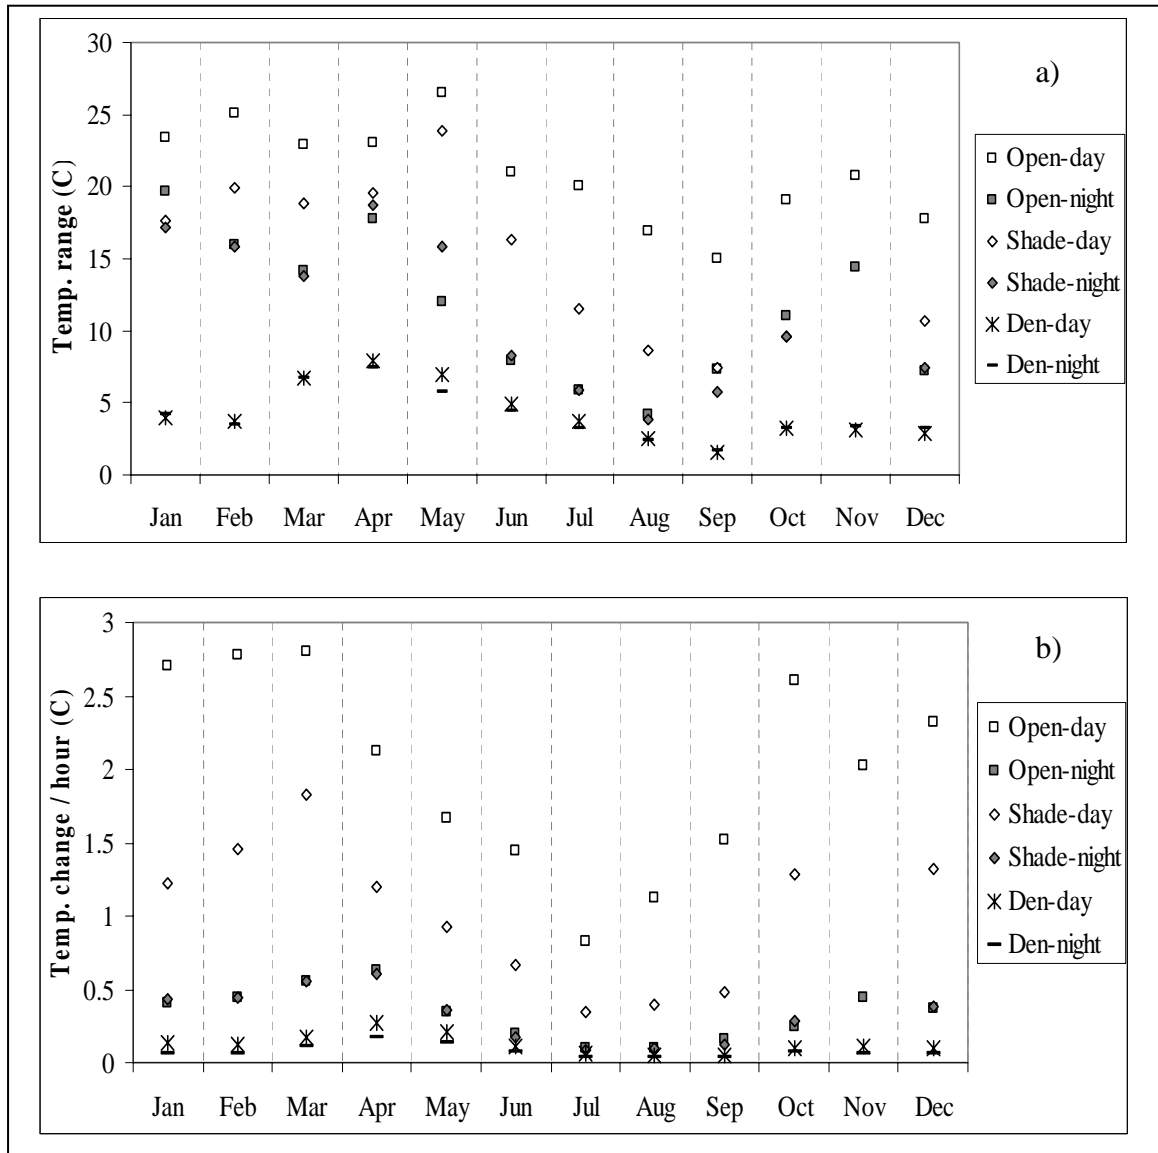 a)
Temp. range (C)
30
25
20
15
10
5
0
Jan Feb Mar Apr May Jun Jul Aug Sep Oct Nov Dec
Open-day
Open-night
Shade-day
Shade-night
Den-day
Den-night
b)
Temp. change / hour (C)
3
2.5
2
1.5
1
0.5
0
Jan Feb Mar Apr May Jun Jul Aug Sep Oct Nov Dec
Open-day
Open-night
Shade-day
Shade-night
Den-day
Den-night